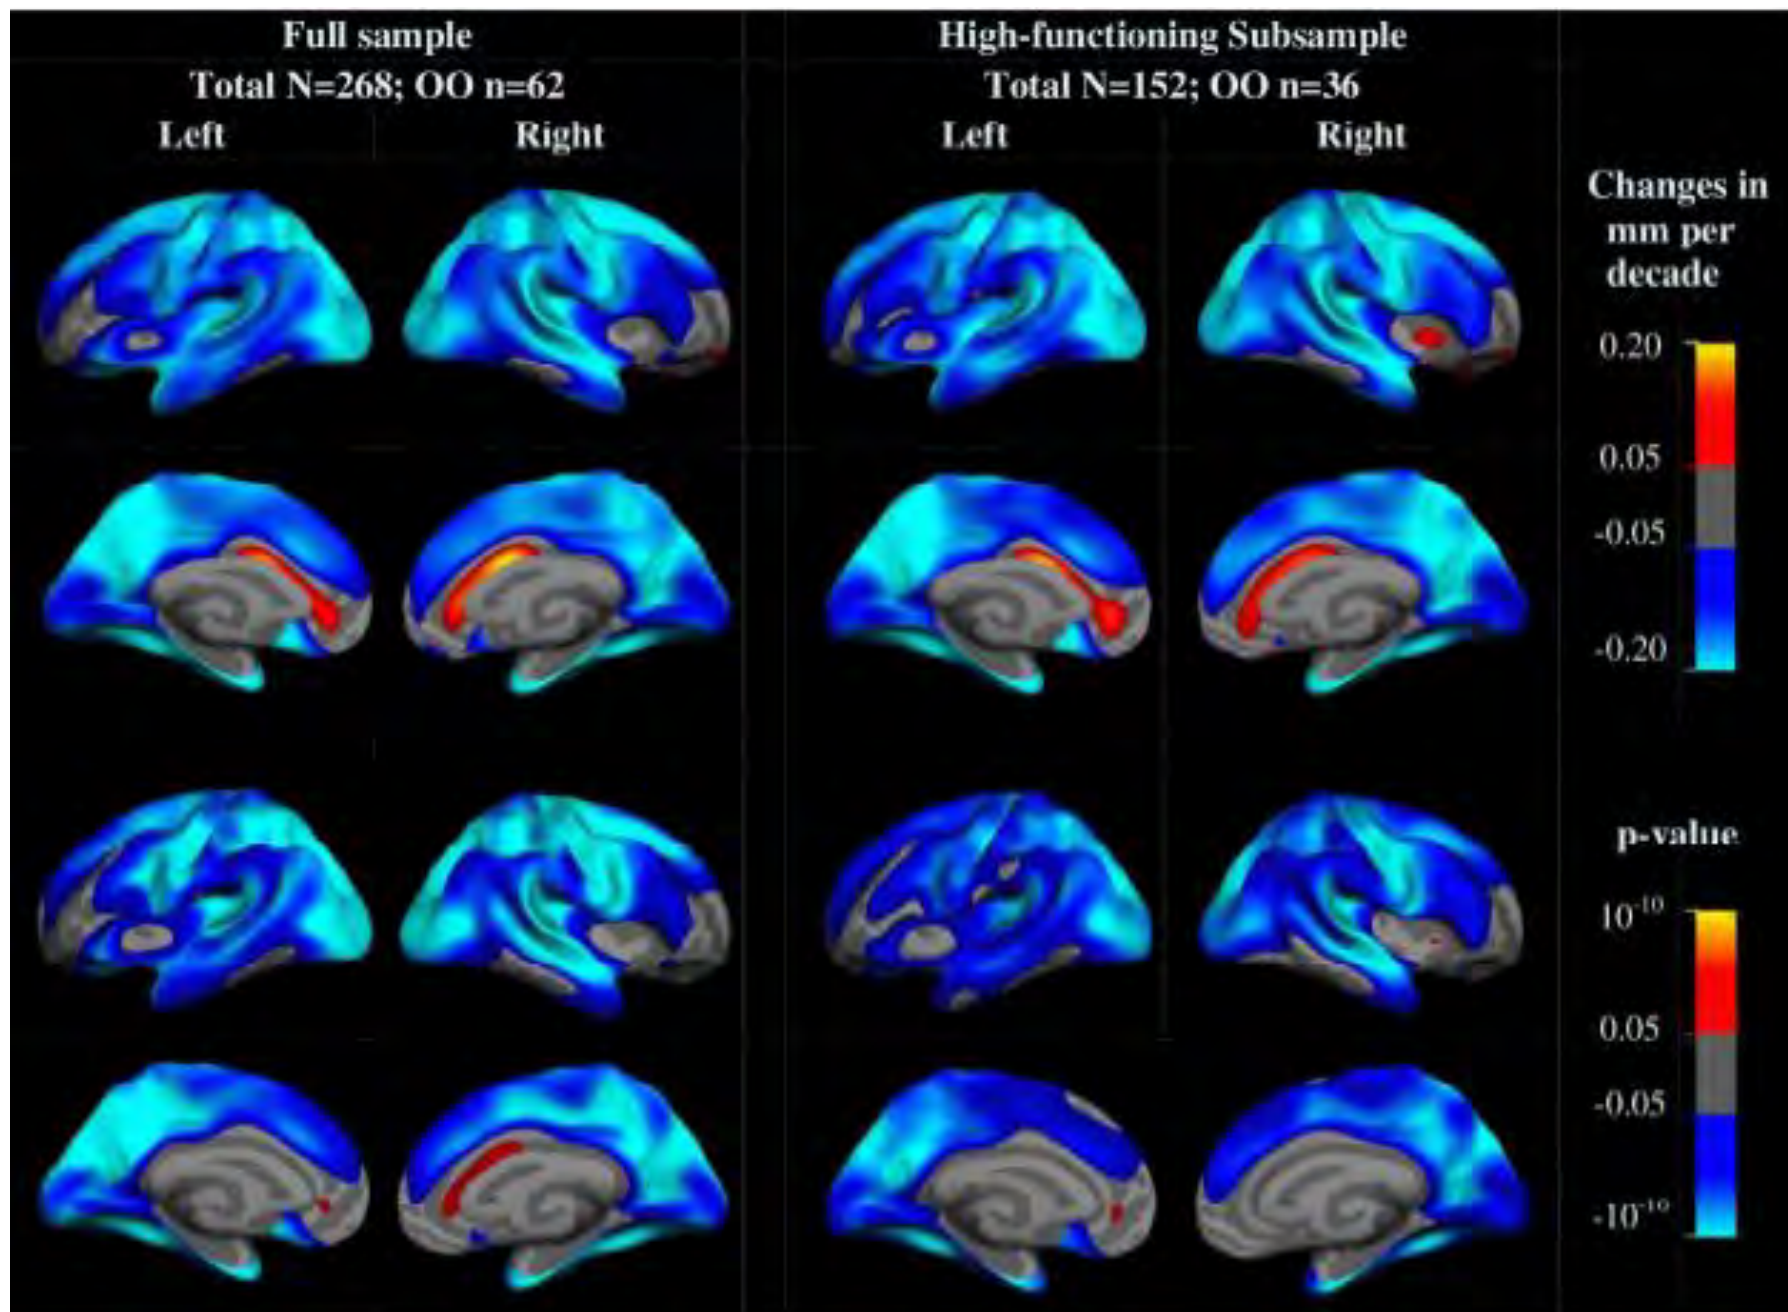 Full sample
Total N=268; OO n=62
Left
Right
High-functioning Subsample
Total N=152; OO n=36
Left
Right
Changes in
mm per
decade
0.20
0.05
-0.05
-0.20
p-value
10⁻¹⁰
0.05
-0.05
-10⁻¹⁰